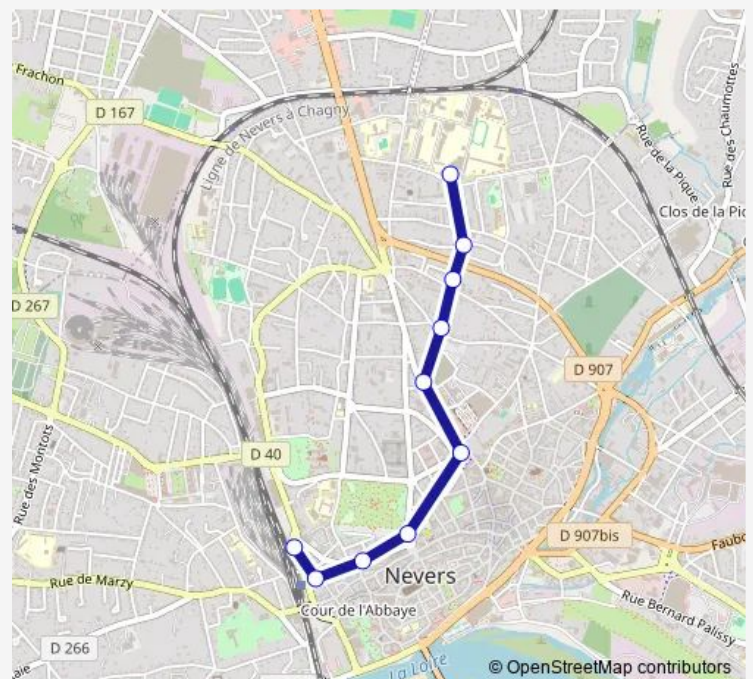 Frachon
D 167
Ligne de Nevers à Chagny
Rue de la Pique
Rue des Chaumottes
Clos de la Pic
D 267
D 907
Rue des Montots
D 40
D 907bis
Faubo
Nevers
Rue de Marzy
Cour de l'Abbaye
Rue Bernard Palissy
D 266
aie
La Loire
© OpenStreetMap contributors